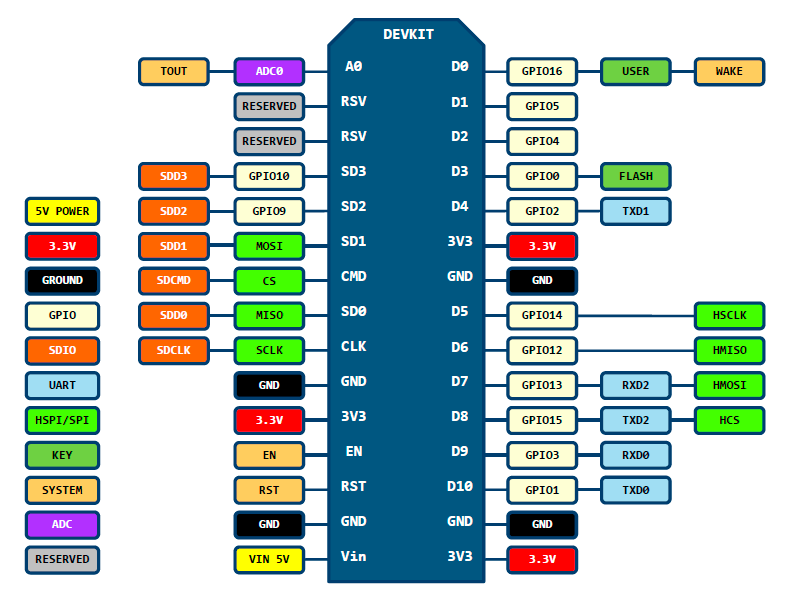 DEVKIT
TOUT ADC0 A0 D0 GPIO16 USER WAKE
RESERVED RSV D1 GPIO5
RESERVED RSV D2 GPIO4
SDD3 GPIO10 SD3 D3 GPIO0 FLASH
5V POWER SDD2 GPIO9 SD2 D4 GPIO2 TXD1
3.3V SDD1 MOSI SD1 3V3 3.3V
GROUND SDCMD CS CMD GND GND
GPIO SDD0 MISO SD0 D5 GPIO14 HSCLK
SDIO SDCLK SCLK CLK D6 GPIO12 HMISO
UART GND GND D7 GPIO13 RXD2 HMOSI
HSPI/SPI 3.3V 3V3 D8 GPIO15 TXD2 HCS
KEY EN EN D9 GPIO3 RXD0
SYSTEM RST RST D10 GPIO1 TXD0
ADC GND GND GND GND
RESERVED VIN 5V Vin 3V3 3.3V